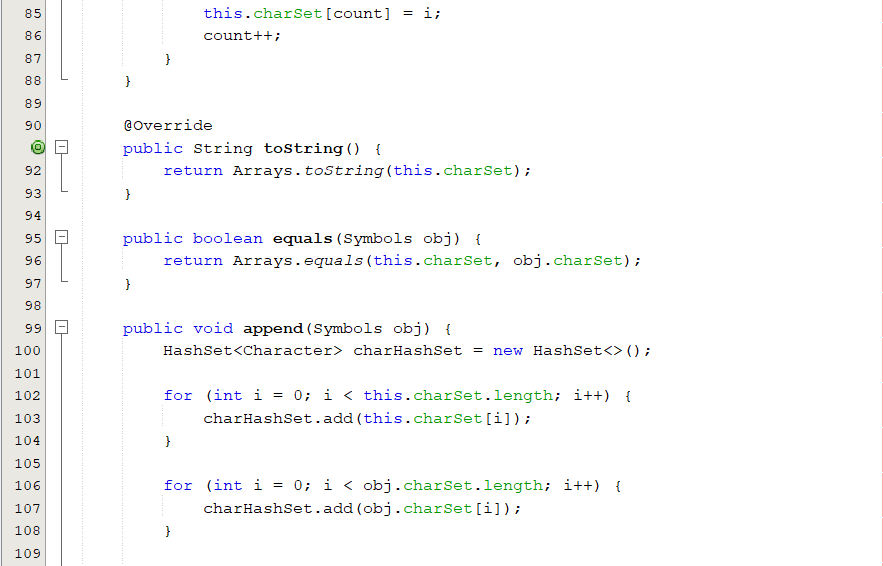 85 this.charSet[count] = i;
86 count++;
87 }
88 }
89
90 @Override
public String toString() {
92 return Arrays.toString(this.charSet);
93 }
94
95 public boolean equals(Symbols obj) {
96 return Arrays.equals(this.charSet, obj.charSet);
97 }
98
99 public void append(Symbols obj) {
100 HashSet<Character> charHashSet = new HashSet<>();
101
102 for (int i = 0; i < this.charSet.length; i++) {
103 charHashSet.add(this.charSet[i]);
104 }
105
106 for (int i = 0; i < obj.charSet.length; i++) {
107 charHashSet.add(obj.charSet[i]);
108 }
109